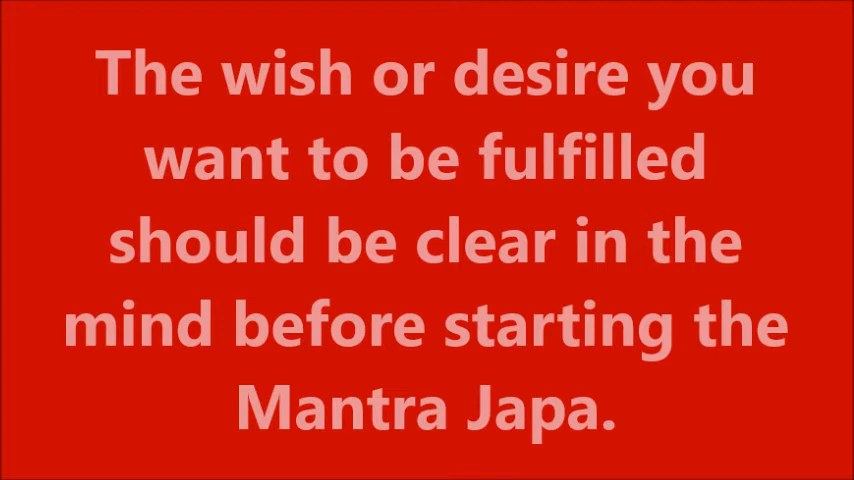 The wish or desire you
want to be fulfilled
should be clear in the
mind before starting the
Mantra Japa.